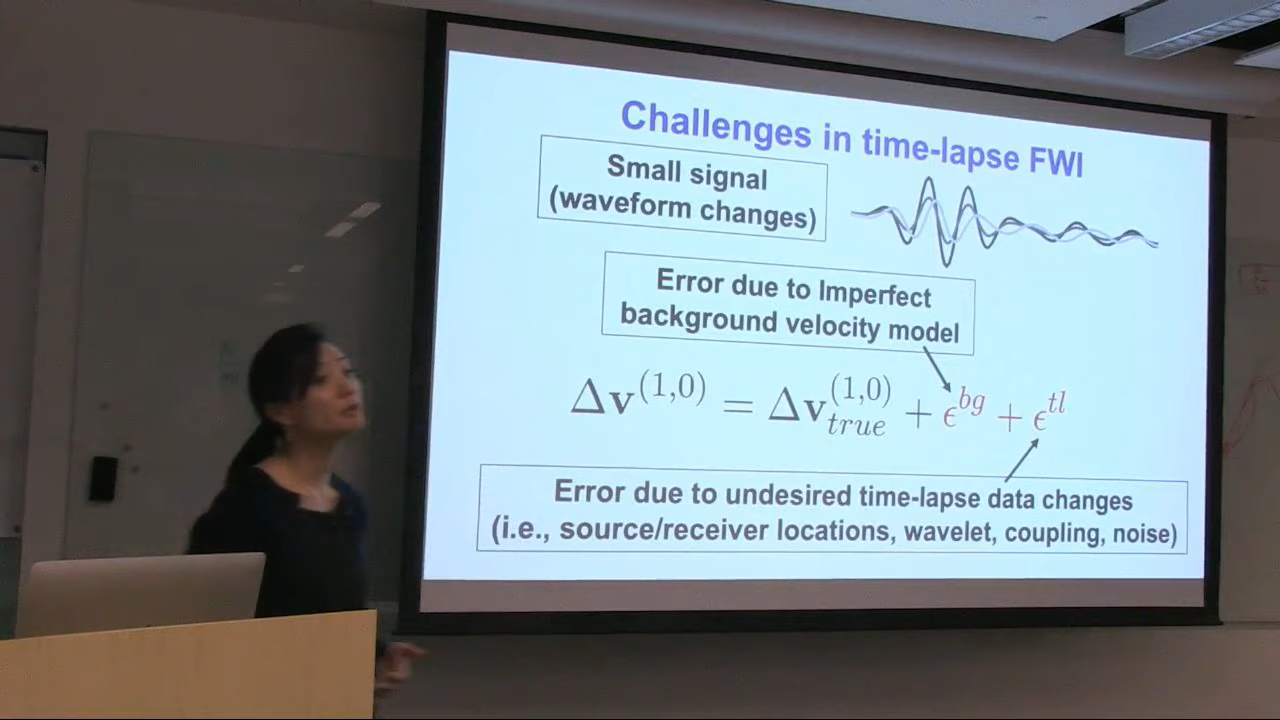 Challenges in time-lapse FWI
Small signal
(waveform changes)
Error due to Imperfect
background velocity model
Δv^(1,0) = Δv_true^(1,0) + ϵ^bg + ϵ^tl
Error due to undesired time-lapse data changes
(i.e., source/receiver locations, wavelet, coupling, noise)